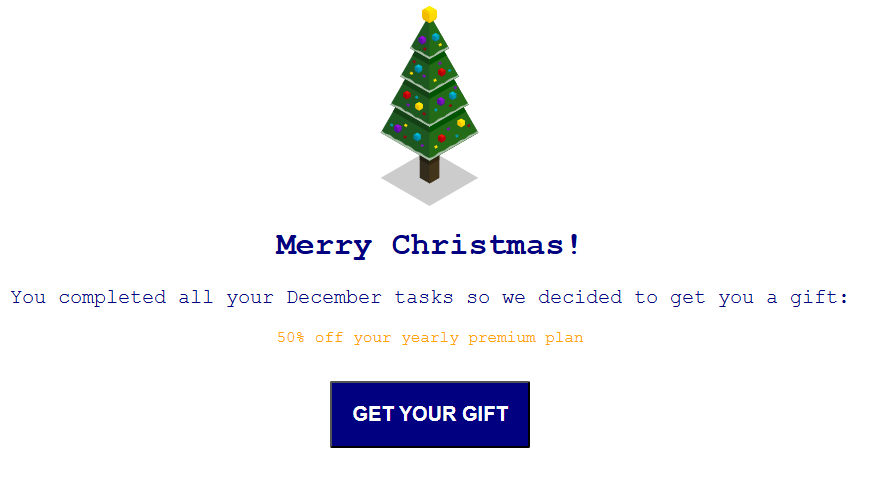 Merry Christmas!
You completed all your December tasks so we decided to get you a gift:
50% off your yearly premium plan
GET YOUR GIFT